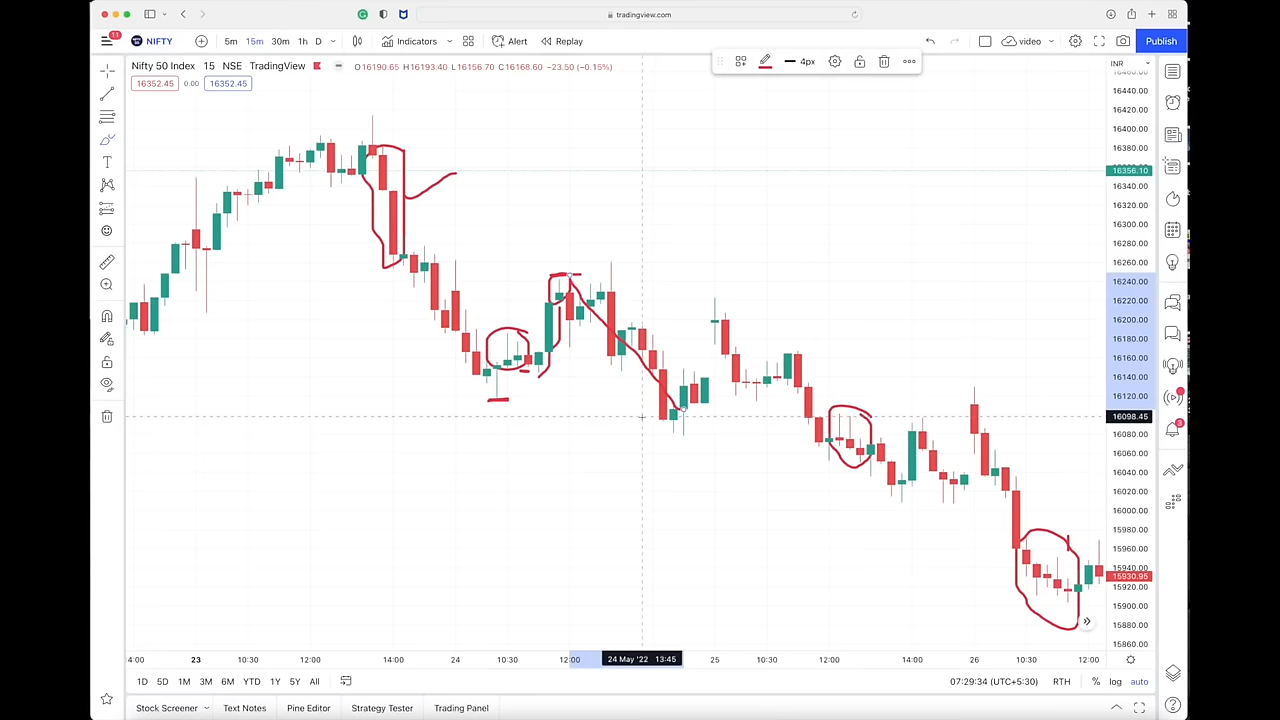 tradingview.com
11
NIFTY
5m 15m 30m 1h D
Indicators
Alert
Replay
video
Publish
4px
Nifty 50 Index · 15 · NSE · TradingView
O16190.65 H16193.40 L16156.70 C16168.60 −23.50 (−0.15%)
16352.45 0.00 16352.45
INR
16440.00
16420.00
16400.00
16380.00
16356.10
16340.00
16320.00
16300.00
16280.00
16260.00
16240.00
16220.00
16200.00
16180.00
16160.00
16140.00
16120.00
16098.45
16080.00
16060.00
16040.00
16020.00
16000.00
15980.00
15960.00
15940.00
15930.95
15920.00
15900.00
15880.00
15860.00
3
4:00 23 10:30 12:00 14:00 24 10:30 12:00 24 May '22 13:45 25 10:30 12:00 14:00 26 10:30 12:00
1D 5D 1M 3M 6M YTD 1Y 5Y All
07:29:34 (UTC+5:30) RTH % log auto
Stock Screener Text Notes Pine Editor Strategy Tester Trading Panel